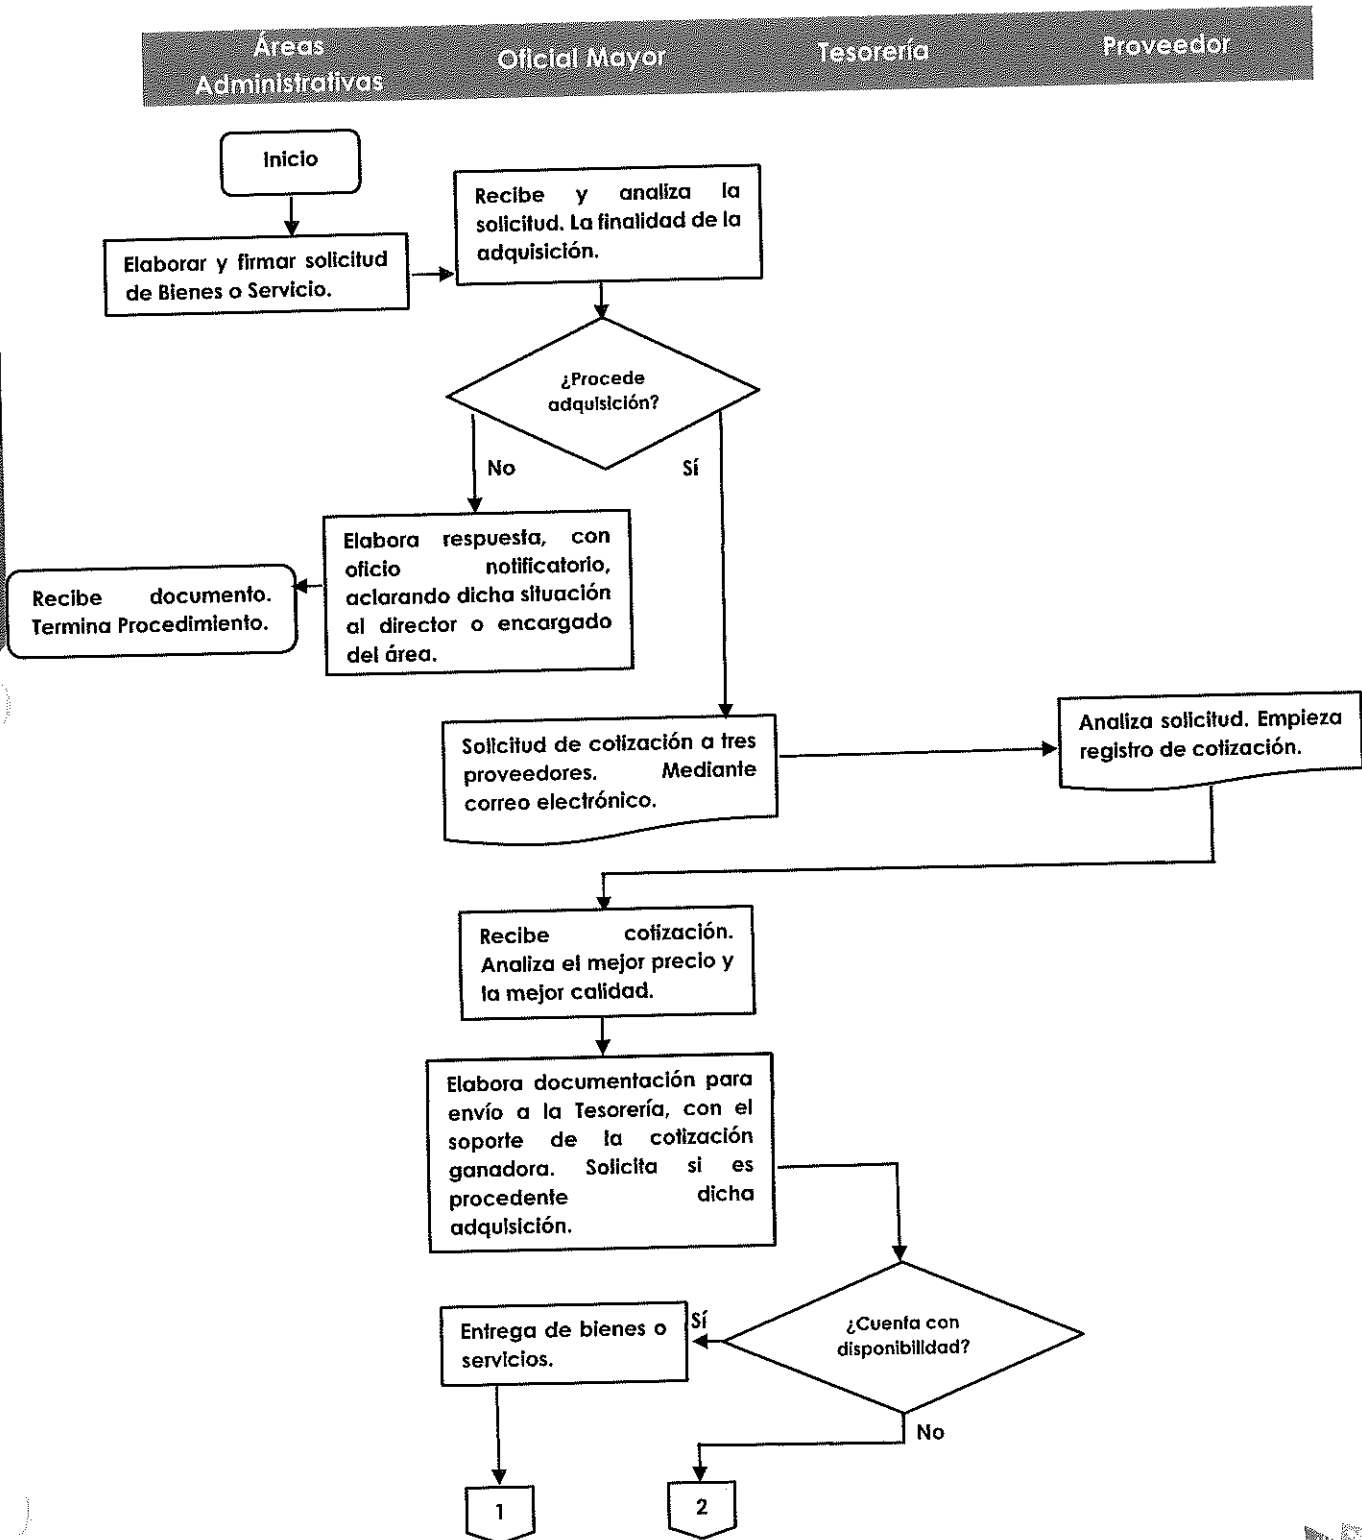 Áreas
Administrativas
Oficial Mayor
Tesorería
Proveedor
Inicio
Elaborar y firmar solicitud
de Bienes o Servicio.
Recibe y analiza la
solicitud. La finalidad de la
adquisición.
¿Procede
adquisición?
No
Sí
Elabora respuesta, con
oficio notificatorio,
aclarando dicha situación
al director o encargado
del área.
Recibe documento.
Termina Procedimiento.
Solicitud de cotización a tres
proveedores. Mediante
correo electrónico.
Analiza solicitud. Empieza
registro de cotización.
Recibe cotización.
Analiza el mejor precio y
la mejor calidad.
Elabora documentación para
envío a la Tesorería, con el
soporte de la cotización
ganadora. Solicita si es
procedente dicha
adquisición.
Entrega de bienes o
servicios.
Sí
¿Cuenta con
disponibilidad?
No
1
2